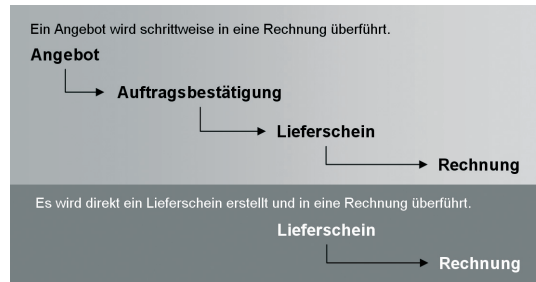 Ein Angebot wird schrittweise in eine Rechnung überführt.
Angebot
Auftragsbestätigung
Lieferschein
Rechnung
Es wird direkt ein Lieferschein erstellt und in eine Rechnung überführt.
Lieferschein
Rechnung